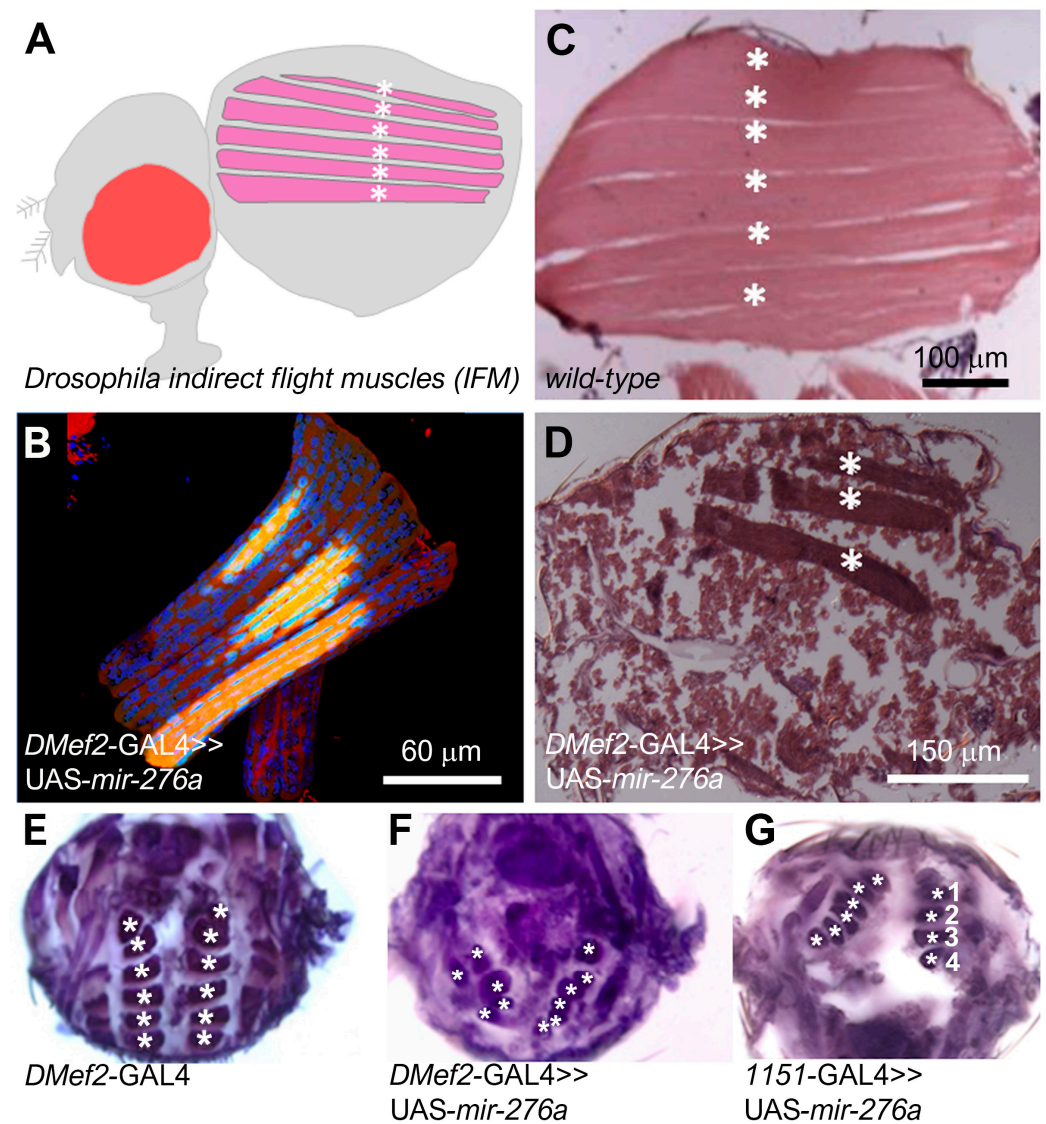 A
Drosophila indirect flight muscles (IFM)
C
* 
*
*
*
*
*
wild-type
100 μm
B
DMef2-GAL4>>
UAS-mir-276a
60 μm
D
*
*
*
DMef2-GAL4>>
UAS-mir-276a
150 μm
E
DMef2-GAL4
F
DMef2-GAL4>>
UAS-mir-276a
G
1
2
3
4
1151-GAL4>>
UAS-mir-276a